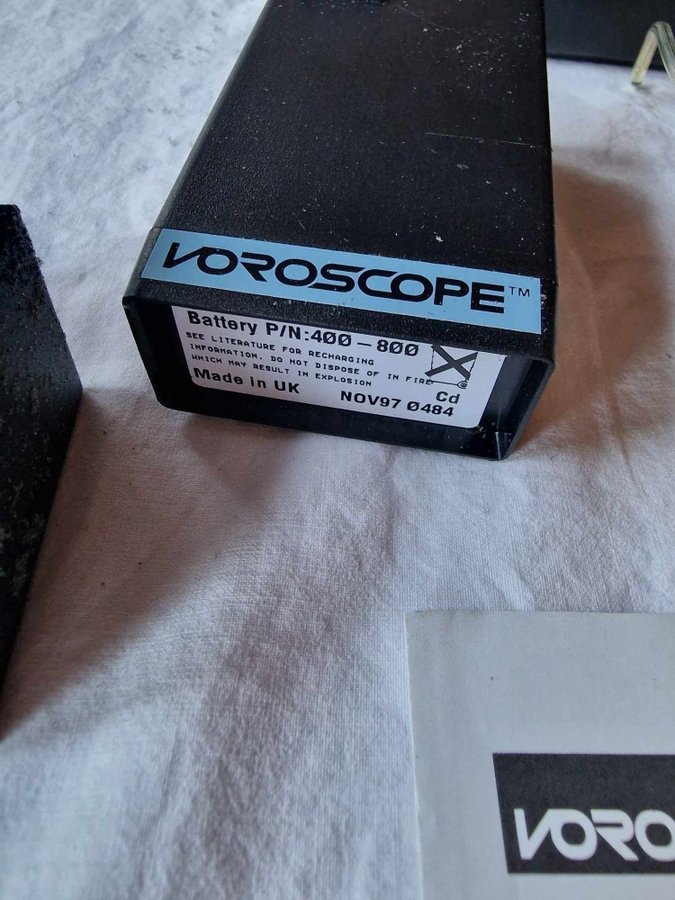 VOROSCOPE™
Battery P/N:400-800
SEE LITERATURE FOR RECHARGING
INFORMATION. DO NOT DISPOSE OF IN FIRE
WHICH MAY RESULT IN EXPLOSION
Cd
Made in UK NOV97 0484
VORO